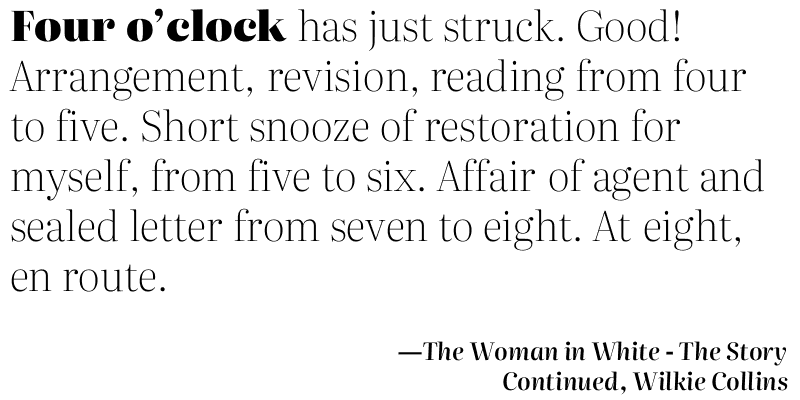 Four o’clock has just struck. Good!
Arrangement, revision, reading from four
to five. Short snooze of restoration for
myself, from five to six. Affair of agent and
sealed letter from seven to eight. At eight,
en route.
—The Woman in White - The Story
Continued, Wilkie Collins